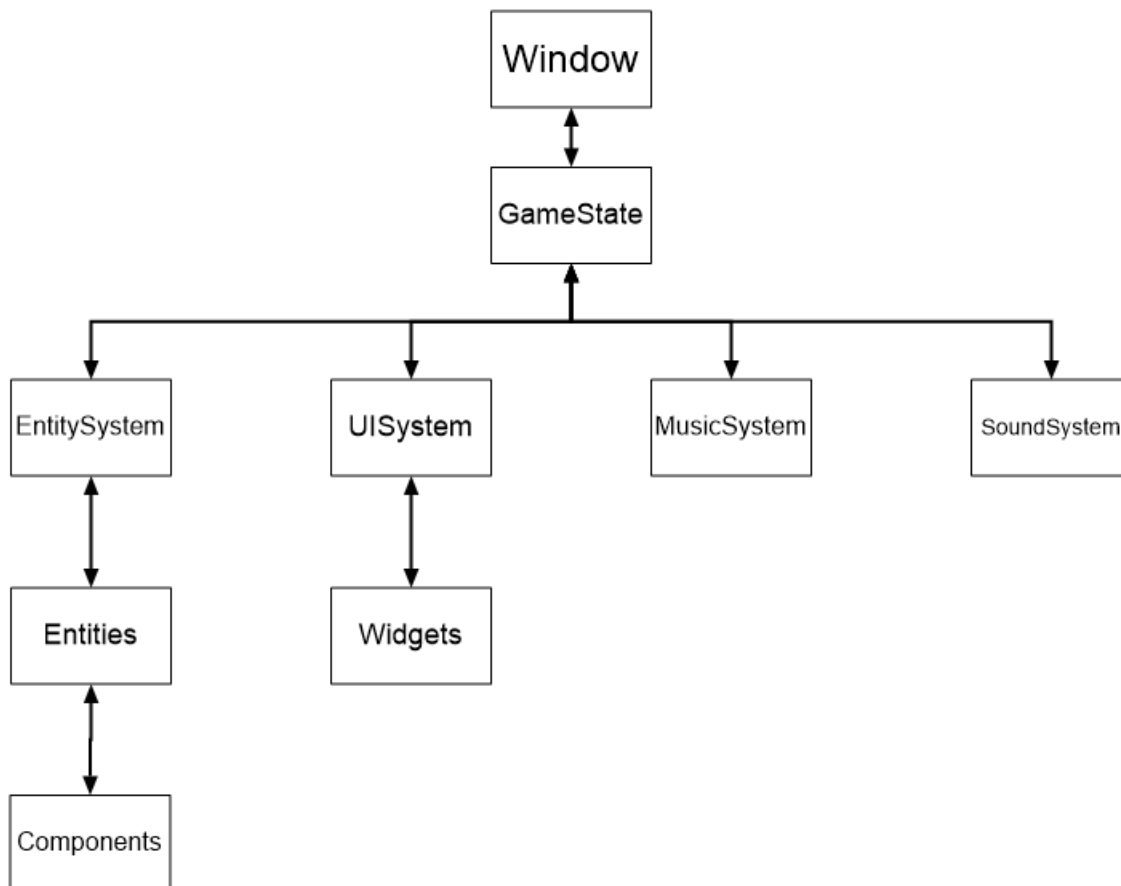 Window
GameState
EntitySystem
UISystem
MusicSystem
SoundSystem
Entities
Widgets
Components